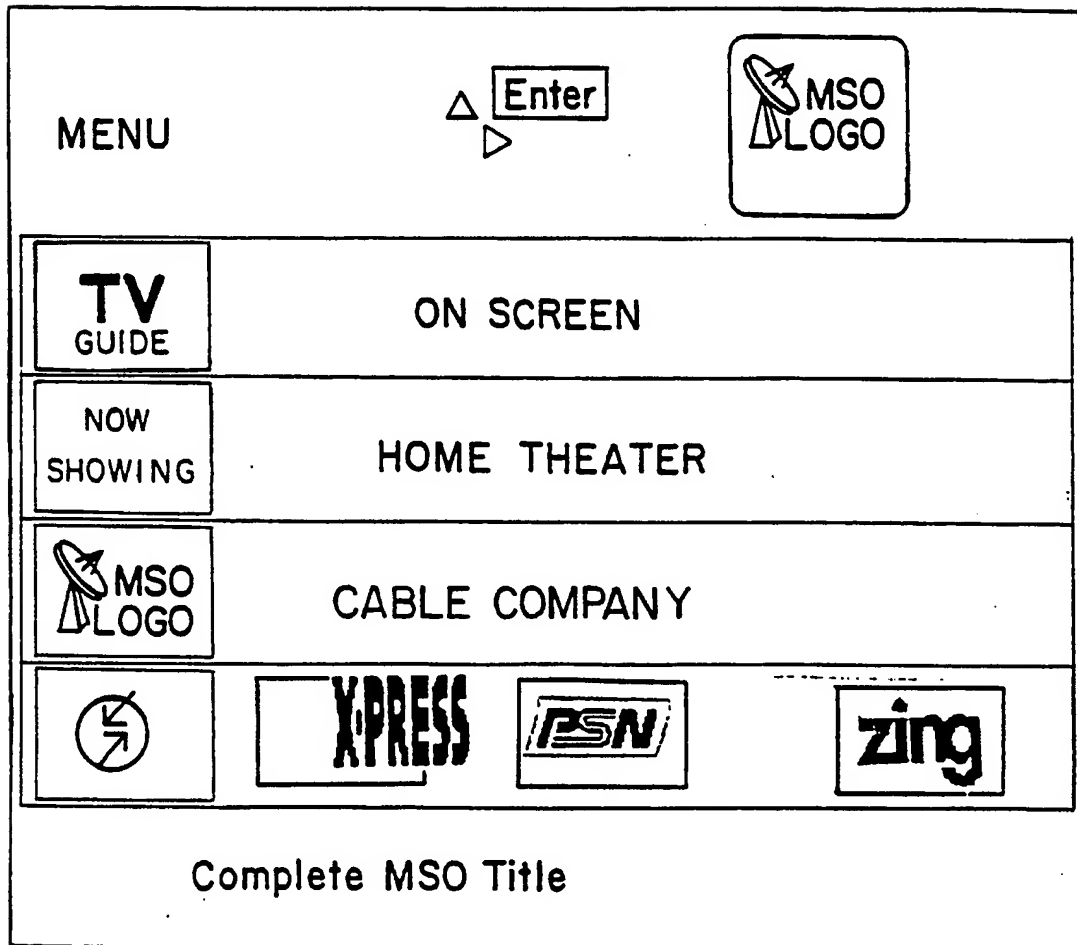 MENU
Enter
MSO
LOGO
TV
GUIDE
ON SCREEN
NOW
SHOWING
HOME THEATER
MSO
LOGO
CABLE COMPANY
X·PRESS
PSN
zing
Complete MSO Title